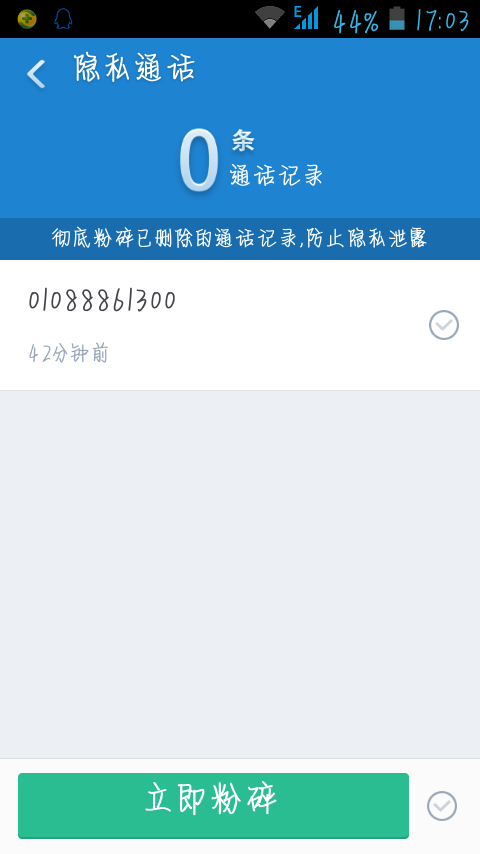 E 44% 17:03
隐私通话
0 条
通话记录
彻底粉碎已删除的通话记录,防止隐私泄露
01088861300
42分钟前
立即粉碎